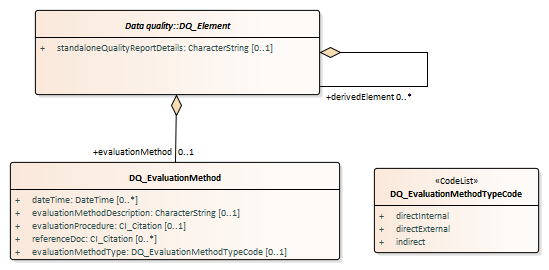 Data quality::DQ_Element
+ standaloneQualityReportDetails: CharacterString [0..1]
+derivedElement 0..*
+evaluationMethod 0..1
DQ_EvaluationMethod
+ dateTime: DateTime [0..*]
+ evaluationMethodDescription: CharacterString [0..1]
+ evaluationProcedure: CI_Citation [0..1]
+ referenceDoc: CI_Citation [0..*]
+ evaluationMethodType: DQ_EvaluationMethodTypeCode [0..1]
«CodeList»
DQ_EvaluationMethodTypeCode
+ directInternal
+ directExternal
+ indirect